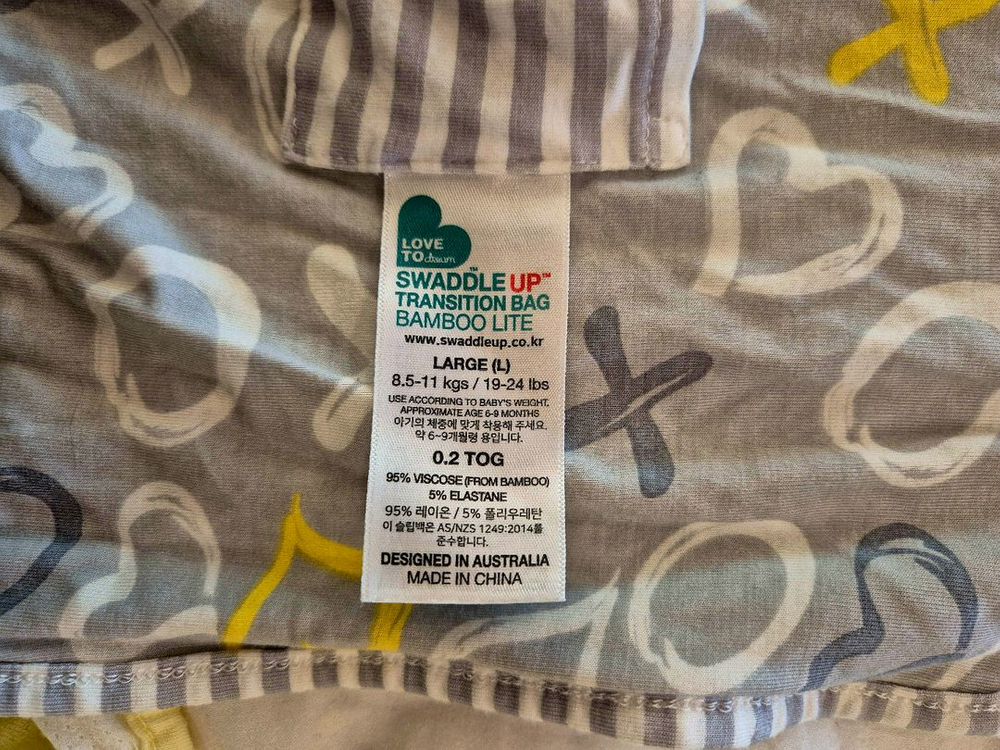 LOVE
TO dream
SWADDLE UP™
TRANSITION BAG
BAMBOO LITE
www.swaddleup.co.kr
LARGE (L)
8.5-11 kgs / 19-24 lbs
USE ACCORDING TO BABY'S WEIGHT.
APPROXIMATE AGE 6-9 MONTHS
아기의 체중에 맞게 착용해 주세요.
약 6~9개월령 용입니다.
0.2 TOG
95% VISCOSE (FROM BAMBOO)
5% ELASTANE
95% 레이온 / 5% 폴리우레탄
이 슬립백은 AS/NZS 1249:2014를
준수합니다.
DESIGNED IN AUSTRALIA
MADE IN CHINA